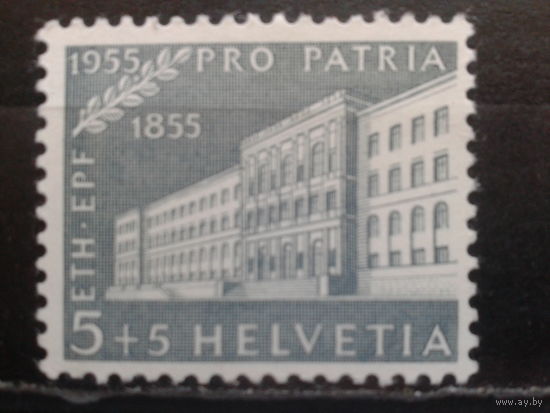 1955 PRO PATRIA
1855
ETH · EPF
5+5 HELVETIA
www.ay.by